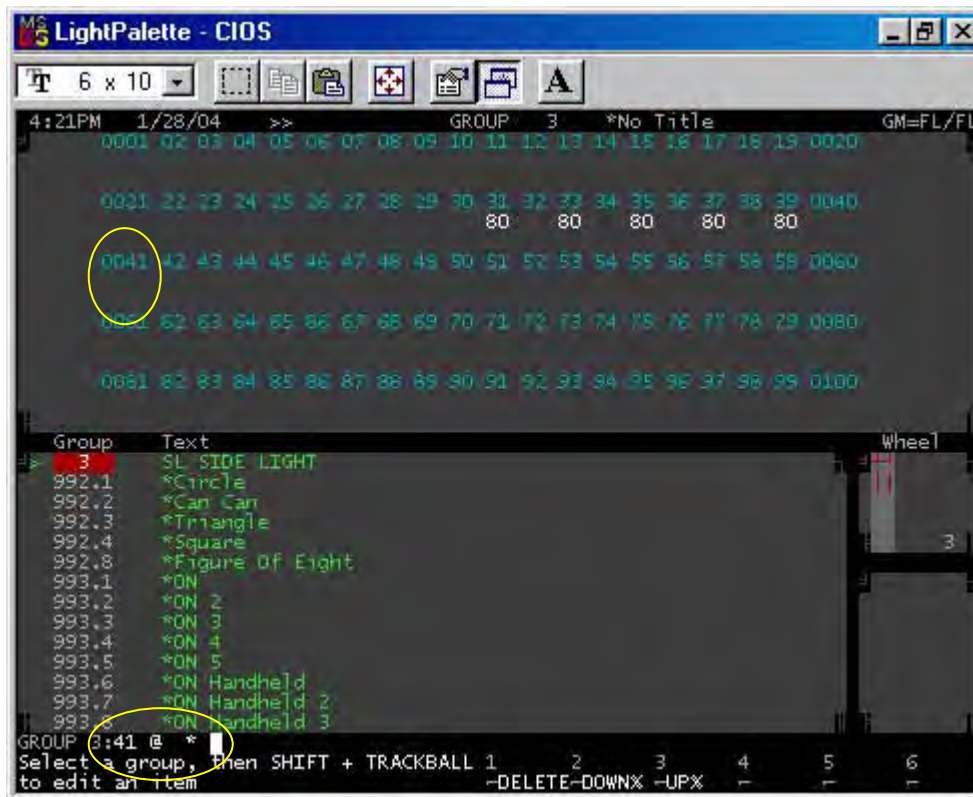 LightPalette - CIOS
6 x 10
A
4:21PM 1/28/04 >> GROUP 3 *No Title GM=FL/FL
0001 02 03 04 05 06 07 08 09 10 11 12 13 14 15 16 17 18 19 0020
0021 22 23 24 25 26 27 28 29 30 31 32 33 34 35 36 37 38 39 0040
80 80 80 80 80
0041 42 43 44 45 46 47 48 49 50 51 52 53 54 55 56 57 58 59 0060
0061 62 63 64 65 66 67 68 69 70 71 72 73 74 75 76 77 78 79 0080
0081 82 83 84 85 86 87 88 89 90 91 92 93 94 95 96 97 98 99 0100
Group Text Wheel
> 3 SL SIDE LIGHT
992.1 *Circle
992.2 *Can Can
992.3 *Triangle
992.4 *Square 3
992.8 *Figure Of Eight
993.1 *ON
993.2 *ON 2
993.3 *ON 3
993.4 *ON 4
993.5 *ON 5
993.6 *ON Handheld
993.7 *ON Handheld 2
993.8 *ON Handheld 3
GROUP 3:41 @ *
Select a group, then SHIFT + TRACKBALL 1 2 3 4 5 6
to edit an item DELETE DOWN% UP%